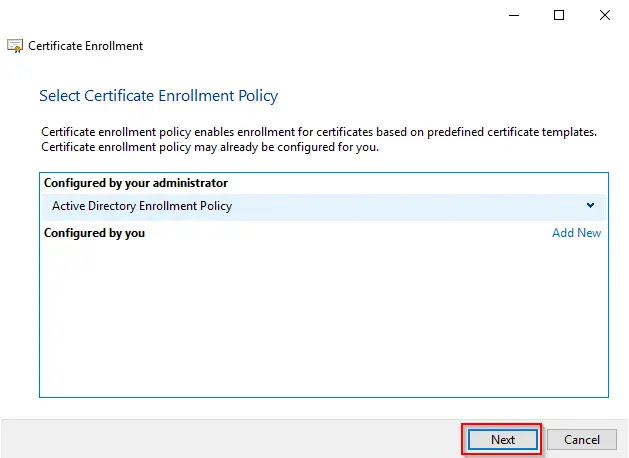 Certificate Enrollment
Select Certificate Enrollment Policy
Certificate enrollment policy enables enrollment for certificates based on predefined certificate templates.
Certificate enrollment policy may already be configured for you.
Configured by your administrator
Active Directory Enrollment Policy
Configured by you Add New
Next Cancel